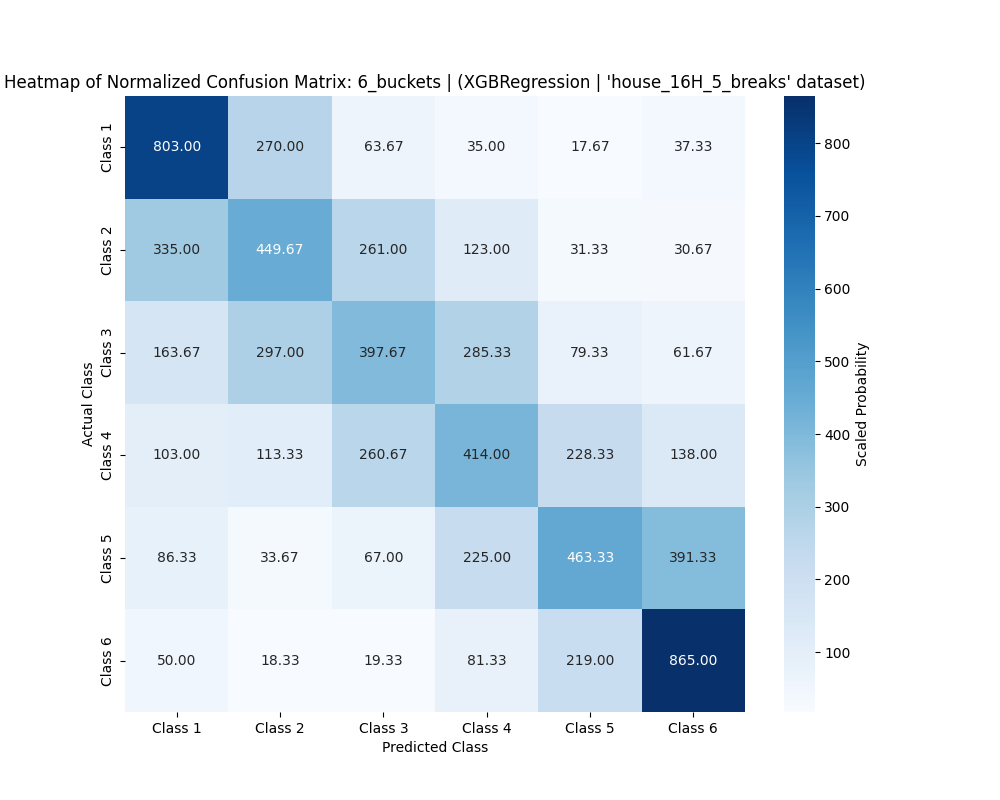 Heatmap of Normalized Confusion Matrix: 6_buckets | (XGBRegression | 'house_16H_5_breaks' dataset)
Actual Class
Class 1 803.00 270.00 63.67 35.00 17.67 37.33
Class 2 335.00 449.67 261.00 123.00 31.33 30.67
Class 3 163.67 297.00 397.67 285.33 79.33 61.67
Class 4 103.00 113.33 260.67 414.00 228.33 138.00
Class 5 86.33 33.67 67.00 225.00 463.33 391.33
Class 6 50.00 18.33 19.33 81.33 219.00 865.00
Class 1 Class 2 Class 3 Class 4 Class 5 Class 6
Predicted Class
800
700
600
500
400
300
200
100
Scaled Probability